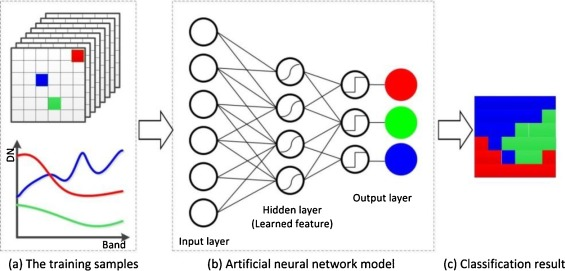 DN
Band
Input layer
Hidden layer
(Learned feature)
Output layer
(a) The training samples
(b) Artificial neural network model
(c) Classification result